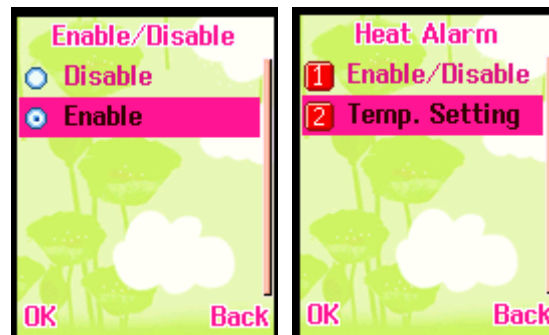 Enable/Disable
Disable
Enable
OK Back
Heat Alarm
1 Enable/Disable
2 Temp. Setting
OK Back